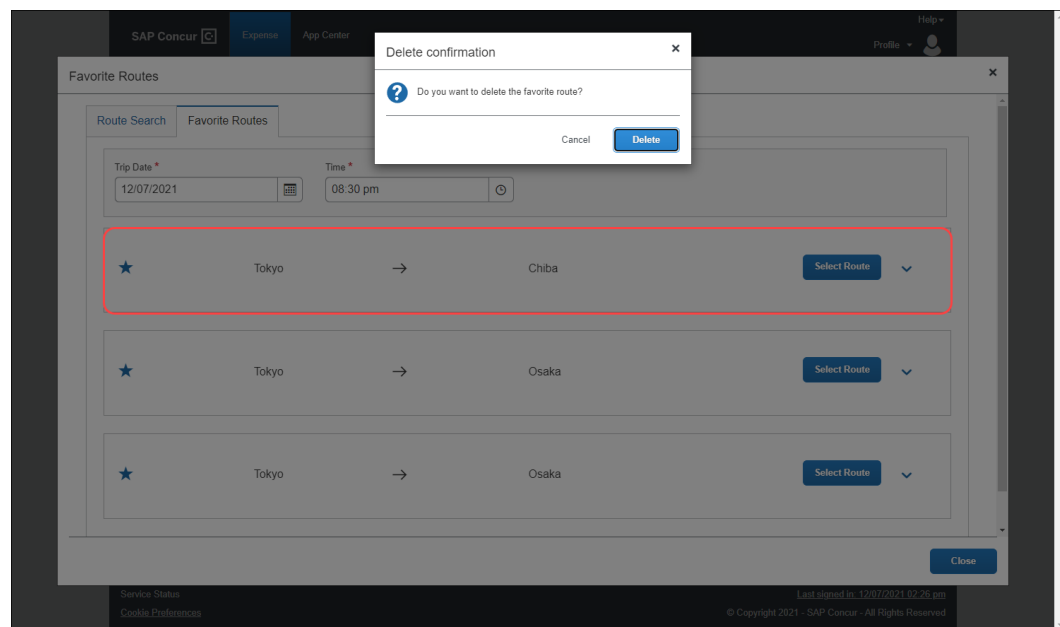 Help
SAP Concur
Expense
App Center
Profile
Delete confirmation
Do you want to delete the favorite route?
Cancel
Delete
Favorite Routes
Route Search
Favorite Routes
Trip Date *
Time *
12/07/2021
08:30 pm
Tokyo → Chiba Select Route
Tokyo → Osaka Select Route
Tokyo → Osaka Select Route
Close
Service Status
Last signed in: 12/07/2021 02:26 pm
Cookie Preferences
© Copyright 2021 - SAP Concur - All Rights Reserved